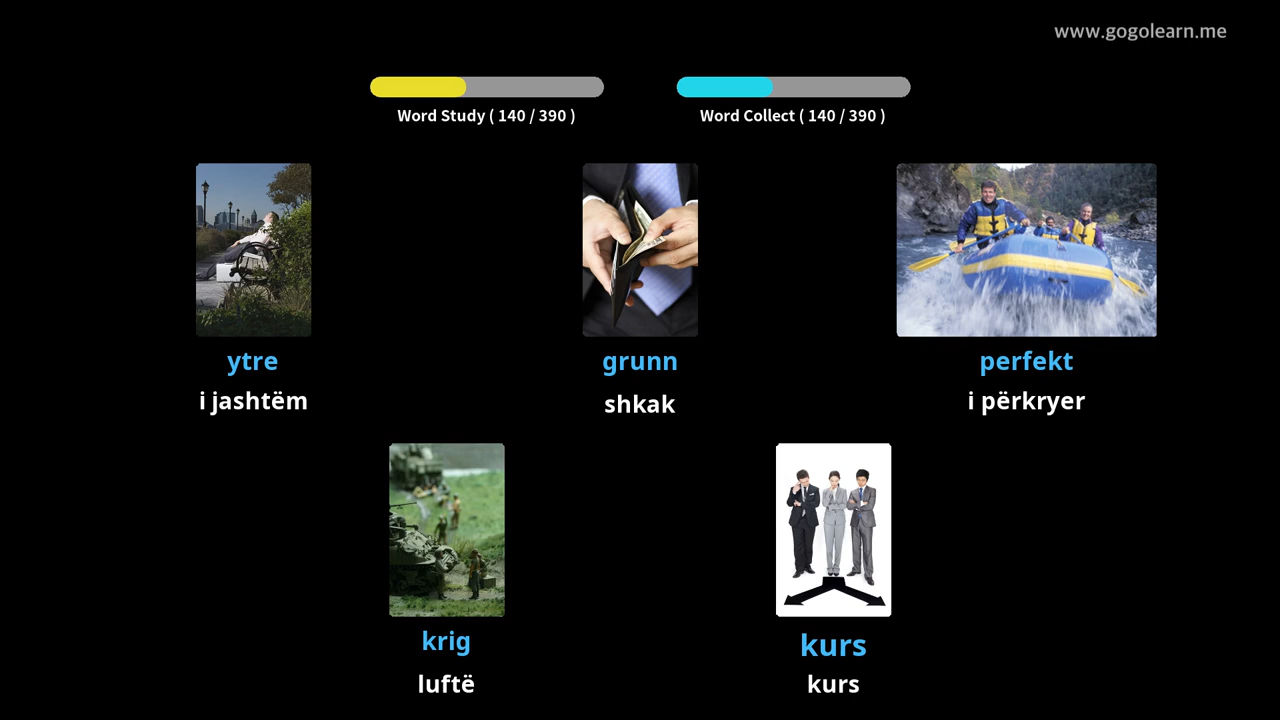 www.gogolearn.me
Word Study ( 140 / 390 )
Word Collect ( 140 / 390 )
ytre
i jashtëm
grunn
shkak
perfekt
i përkryer
krig
luftë
kurs
kurs